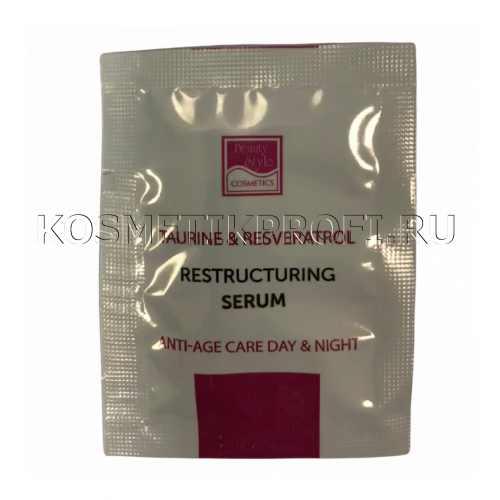 Beauty
Style
COSMETICS
TAURINE & RESVERATROL
KOSMETIKPROFI.RU
RESTRUCTURING
SERUM
ANTI-AGE CARE DAY & NIGHT